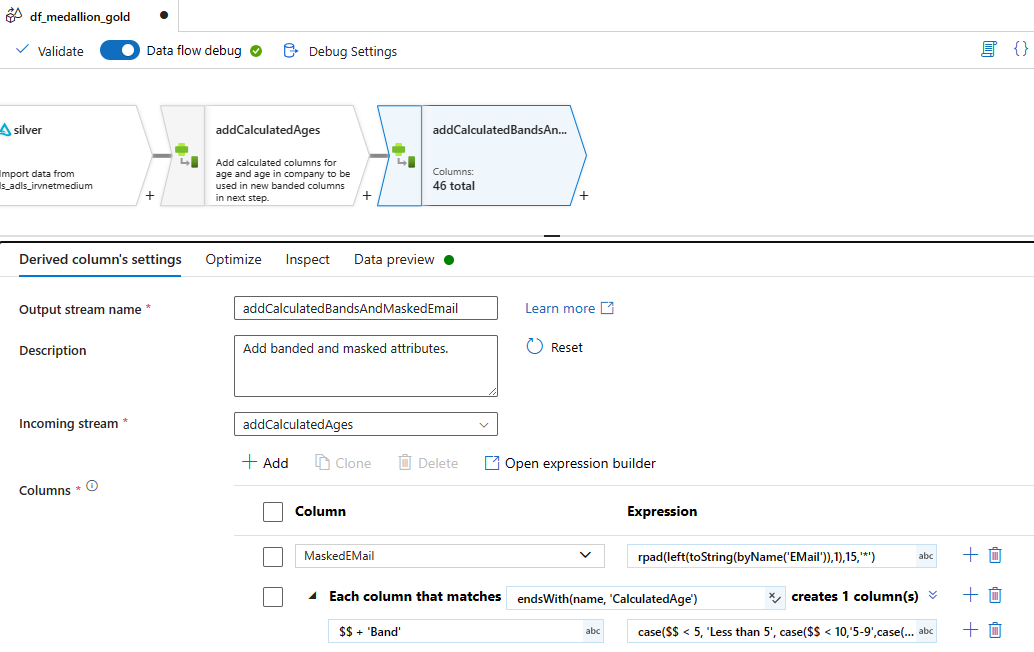 df_medallion_gold
Validate Data flow debug Debug Settings {}
silver
Import data from
ls_adls_irvnetmedium
+
addCalculatedAges
Add calculated columns for
age and age in company to be
used in new banded columns
in next step.
+
addCalculatedBandsAn...
Columns:
46 total
+
Derived column's settings Optimize Inspect Data preview
Output stream name * addCalculatedBandsAndMaskedEmail Learn more
Description Add banded and masked attributes. Reset
Incoming stream * addCalculatedAges
Add Clone Delete Open expression builder
Columns *
Column Expression
MaskedEMail rpad(left(toString(byName('EMail')),1),15,'*') abc
Each column that matches endsWith(name, 'CalculatedAge') creates 1 column(s)
$$ + 'Band' abc case($$ < 5, 'Less than 5', case($$ < 10,'5-9',case(... abc